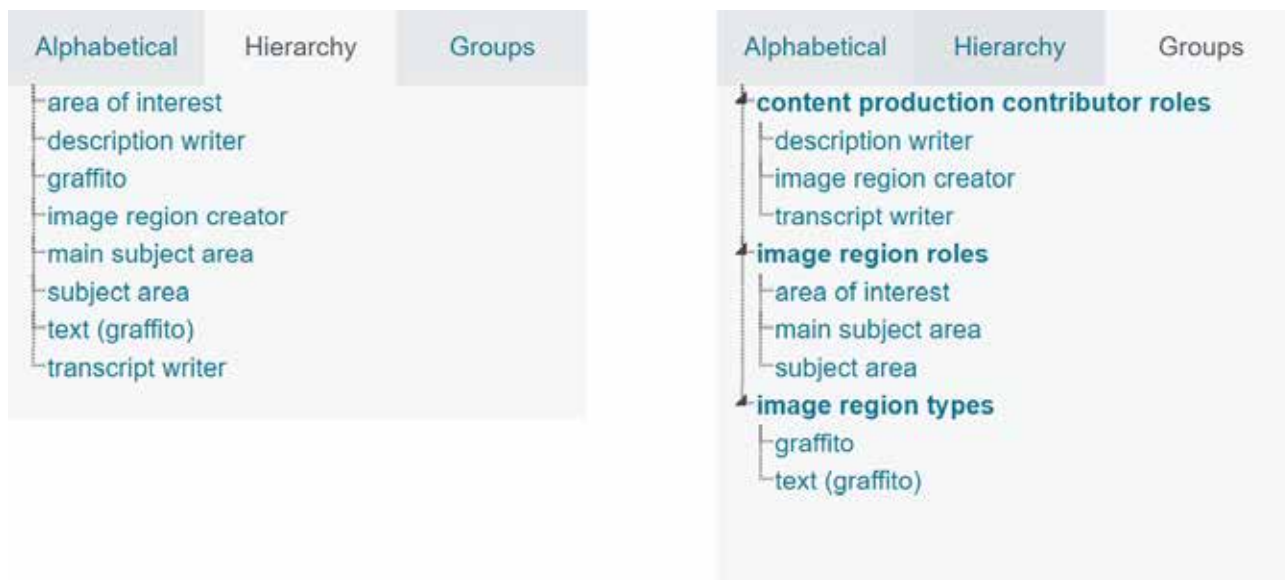 Alphabetical Hierarchy Groups
area of interest
description writer
graffito
image region creator
main subject area
subject area
text (graffito)
transcript writer
Alphabetical Hierarchy Groups
content production contributor roles
description writer
image region creator
transcript writer
image region roles
area of interest
main subject area
subject area
image region types
graffito
text (graffito)